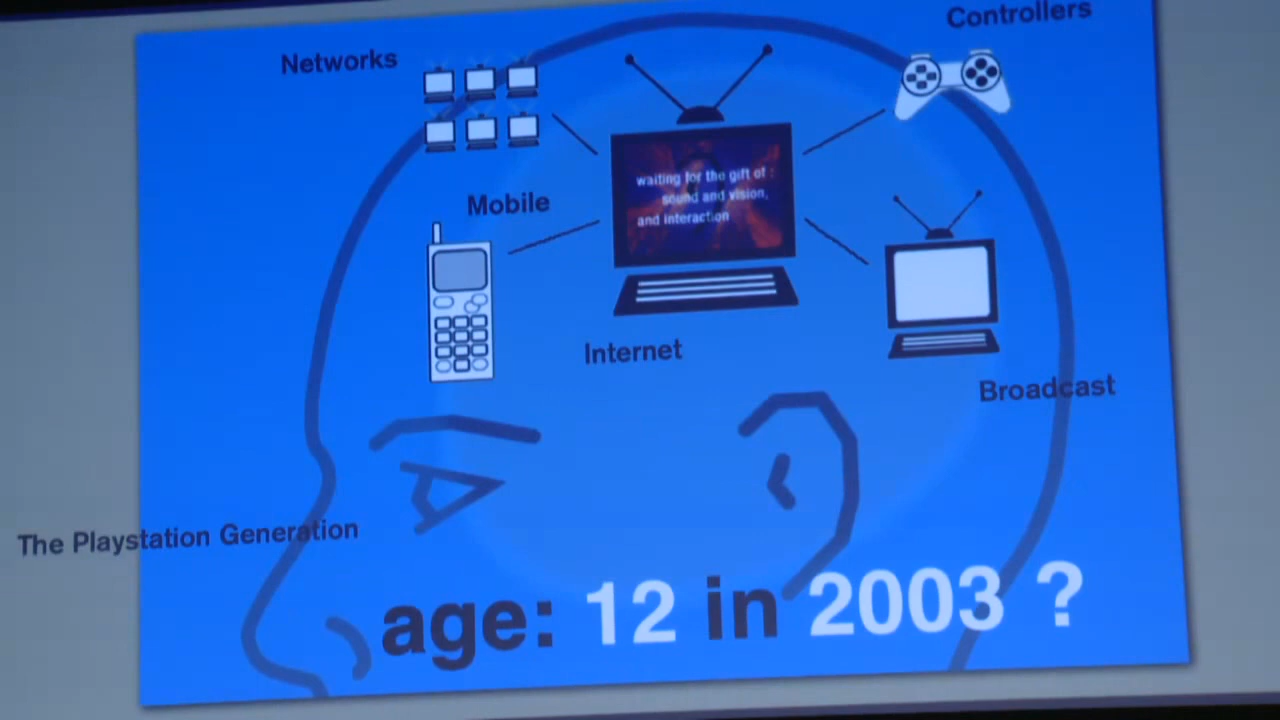 Controllers
Networks
waiting for the gift of :
sound and vision,
and interaction
Mobile
Internet
Broadcast
The Playstation Generation
age: 12 in 2003 ?